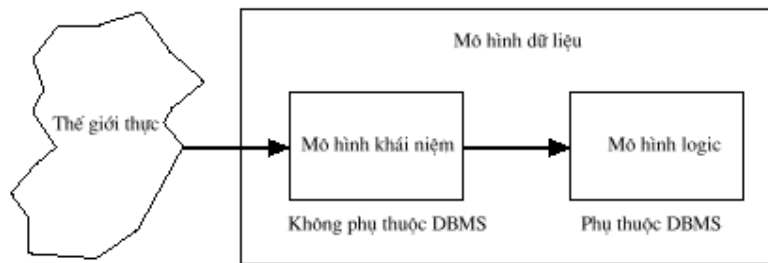 Mô hình dữ liệu
Thế giới thực
Mô hình khái niệm
Mô hình logic
Không phụ thuộc DBMS
Phụ thuộc DBMS